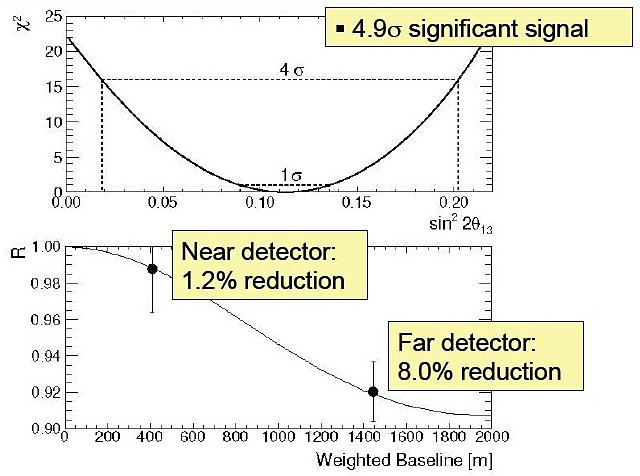 ▪ 4.9σ significant signal
χ²
25
20
15
10
5
0
4 σ
1 σ
0.00 0.05 0.10 0.15 0.20
sin² 2θ₁₃
R
1.00
0.98
0.96
0.94
0.92
0.90
Near detector:
1.2% reduction
Far detector:
8.0% reduction
0 200 400 600 800 1000 1200 1400 1600 1800 2000
Weighted Baseline [m]